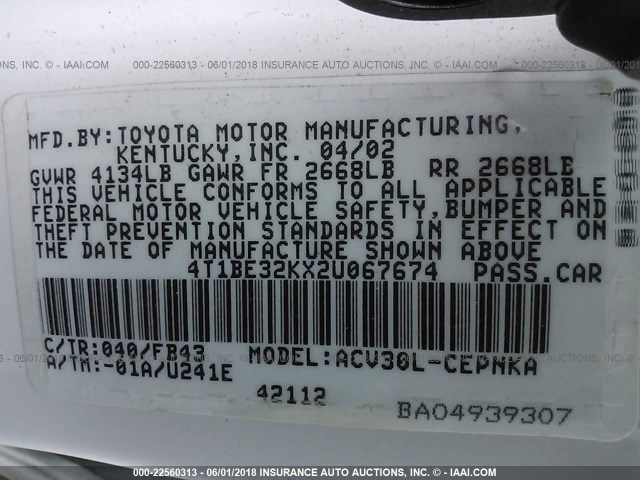 AUCTIONS, INC. - IAAI.COM 000-22560313 - 06/01/2018 INSURANCE AUTO AUCTIONS, INC. - IAAI.COM 000-22560313 -
MFD.BY:TOYOTA MOTOR MANUFACTURING,
KENTUCKY,INC. 04/02
GVWR 4134LB GAWR FR 2668LB RR 2668LB
THIS VEHICLE CONFORMS TO ALL APPLICABLE
FEDERAL MOTOR VEHICLE SAFETY,BUMPER AND
THEFT PREVENTION STANDARDS IN EFFECT ON
THE DATE OF MANUFACTURE SHOWN ABOVE
4T1BE32KX2U067674 PASS.CAR
C/TR:040/FB43 MODEL:ACV30L-CEPNKA
A/TM:-01A/U241E
42112 BA04939307
000-22560313 - 06/01/2018 INSURANCE AUTO AUCTIONS, INC. - IAAI.COM